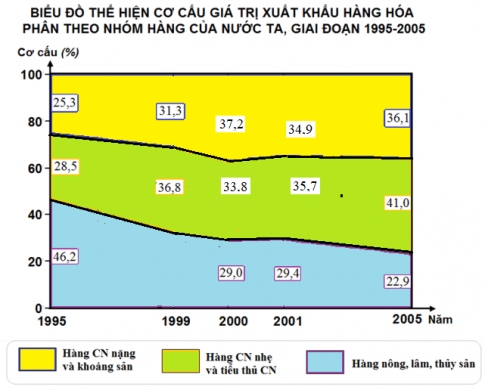 BIỂU ĐỒ THỂ HIỆN CƠ CẤU GIÁ TRỊ XUẤT KHẨU HÀNG HÓA
PHÂN THEO NHÓM HÀNG CỦA NƯỚC TA, GIAI ĐOẠN 1995-2005
Cơ cấu (%)
100
80
60
40
20
0
25,3
31,3
37,2
34.9
36,1
28,5
36,8
33.8
35,7
41,0
46,2
29,0
29,4
22,9
1995
1999
2000
2001
2005
Năm
Hàng CN nặng
và khoáng sản
Hàng CN nhẹ
và tiểu thủ CN
Hàng nông, lâm, thủy sản